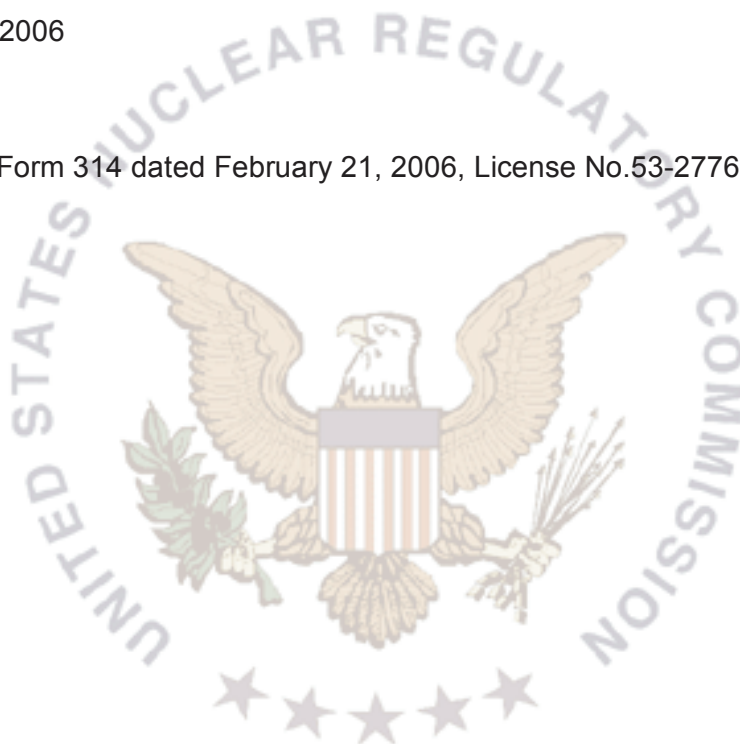 2006
Form 314 dated February 21, 2006, License No.53-2776
UNITED STATES NUCLEAR REGULATORY COMMISSION